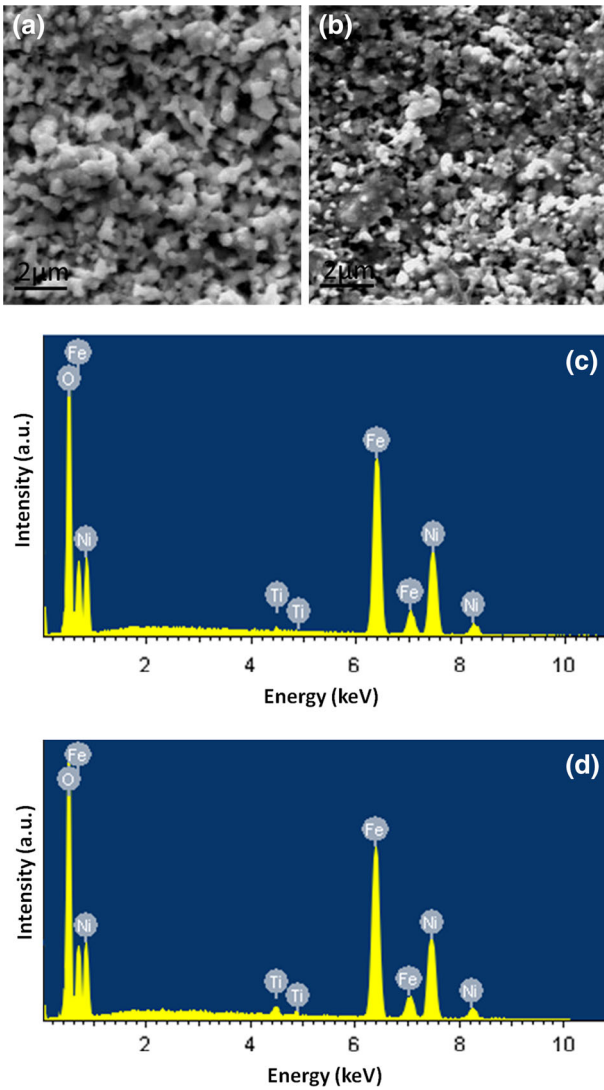 (a)
(b)
2μm
2μm
(c)
Fe
O
Fe
Ni
Ni
Ti
Ti
Fe
Ni
2 4 6 8 10
Intensity (a.u.)
Energy (keV)
(d)
Fe
O
Fe
Ni
Ni
Ti
Ti
Fe
Ni
2 4 6 8 10
Intensity (a.u.)
Energy (keV)